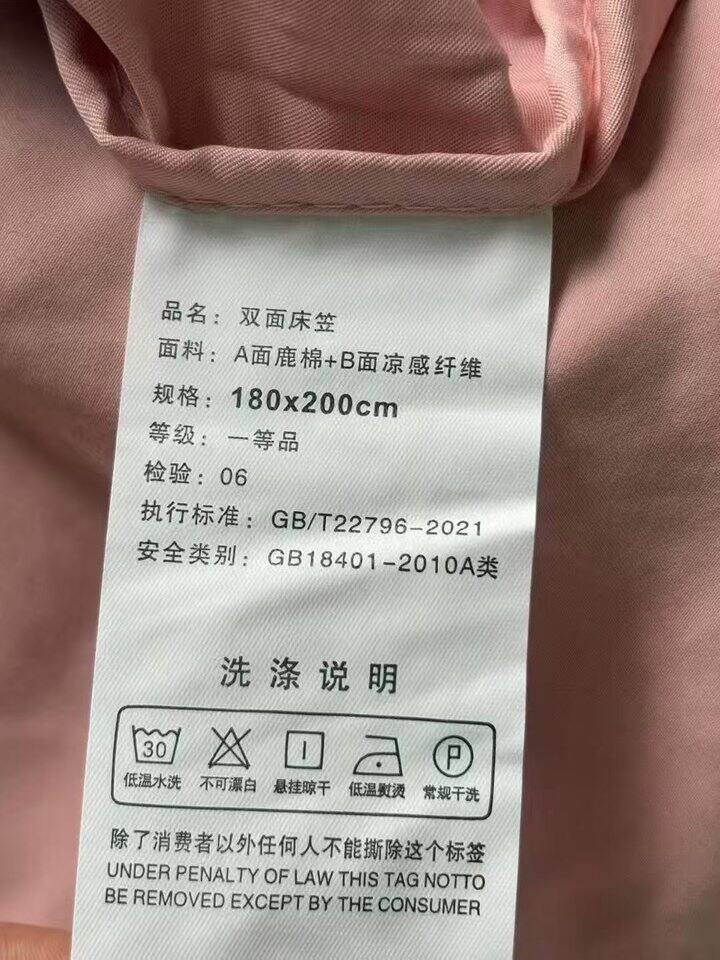 品名：双面床笠
面料：A面鹿棉+B面凉感纤维
规格：180x200cm
等级：一等品
检验：06
执行标准：GB/T22796-2021
安全类别：GB18401-2010A类
洗涤说明
30 P
低温水洗 不可漂白 悬挂晾干 低温熨烫 常规干洗
除了消费者以外任何人不能撕除这个标签
UNDER PENALTY OF LAW THIS TAG NOTTO
BE REMOVED EXCEPT BY THE CONSUMER